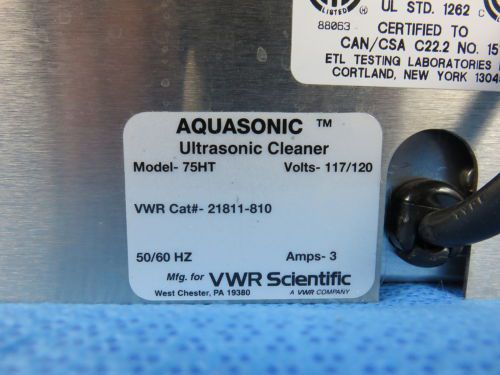 LISTED
88063
UL STD. 1262
C
CERTIFIED TO
CAN/CSA C22.2 NO. 15
ETL TESTING LABORATORIES
CORTLAND, NEW YORK 1304
AQUASONIC ™
Ultrasonic Cleaner
Model- 75HT Volts- 117/120
VWR Cat#- 21811-810
50/60 HZ Amps- 3
Mfg. for VWR Scientific
West Chester, PA 19380 A VWR COMPANY